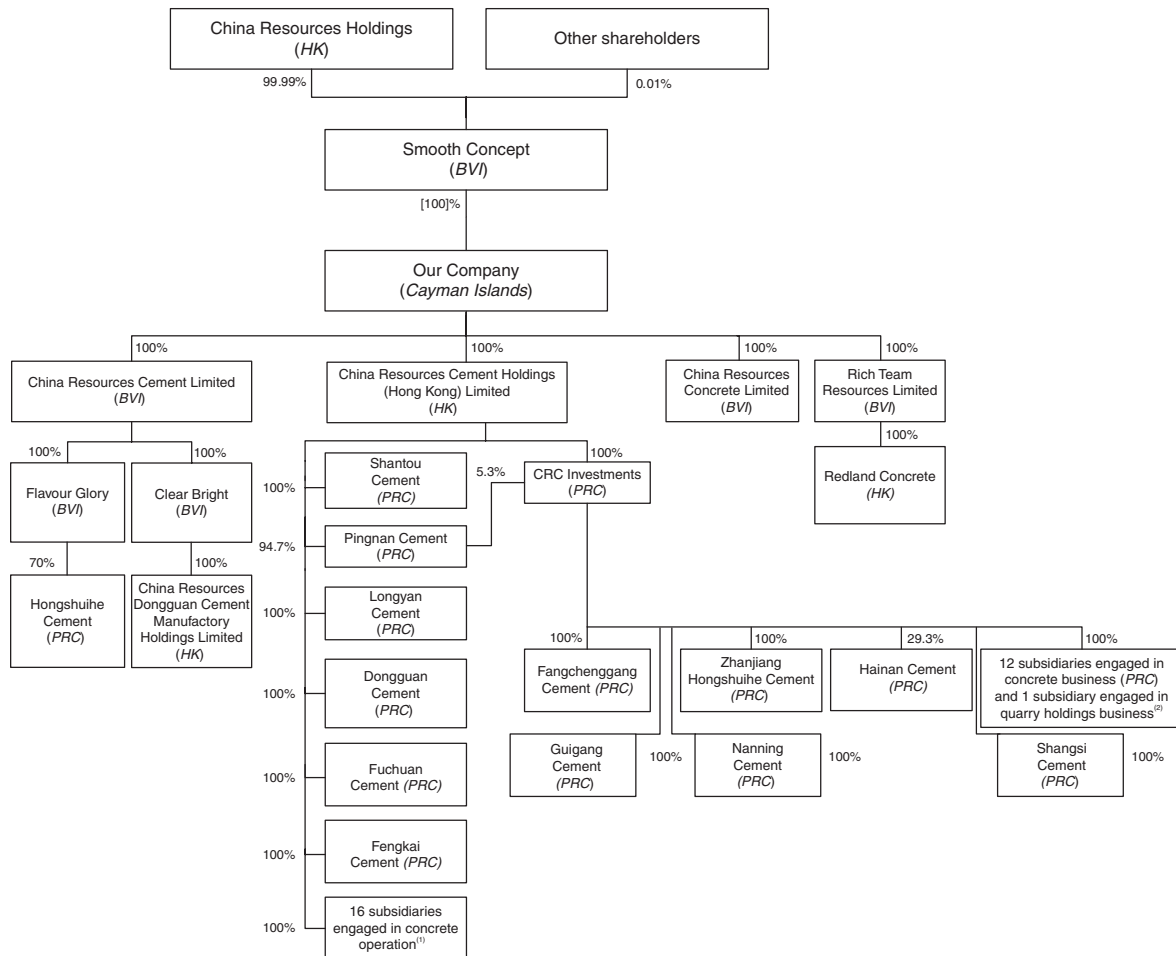 China Resources Holdings
(HK)
Other shareholders
99.99%
0.01%
Smooth Concept
(BVI)
[100]%
Our Company
(Cayman Islands)
100%
100%
100%
100%
China Resources Cement Limited
(BVI)
China Resources Cement Holdings
(Hong Kong) Limited
(HK)
China Resources
Concrete Limited
(BVI)
Rich Team
Resources Limited
(BVI)
100%
100%
100%
100%
Flavour Glory
(BVI)
Clear Bright
(BVI)
100%
Shantou
Cement
(PRC)
5.3%
CRC Investments
(PRC)
Redland Concrete
(HK)
94.7%
Pingnan Cement
(PRC)
70%
100%
Hongshuihe
Cement
(PRC)
China Resources
Dongguan Cement
Manufactory
Holdings Limited
(HK)
100%
Longyan
Cement
(PRC)
100%
100%
29.3%
100%
Fangchenggang
Cement (PRC)
Zhanjiang
Hongshuihe Cement
(PRC)
Hainan Cement
(PRC)
12 subsidiaries engaged in
concrete business (PRC)
and 1 subsidiary engaged in
quarry holdings business(2)
100%
Dongguan
Cement
(PRC)
Guigang
Cement
(PRC)
100%
Nanning
Cement
(PRC)
100%
Shangsi
Cement
(PRC)
100%
100%
Fuchuan
Cement (PRC)
100%
Fengkai
Cement (PRC)
100%
16 subsidiaries
engaged in concrete
operation(1)